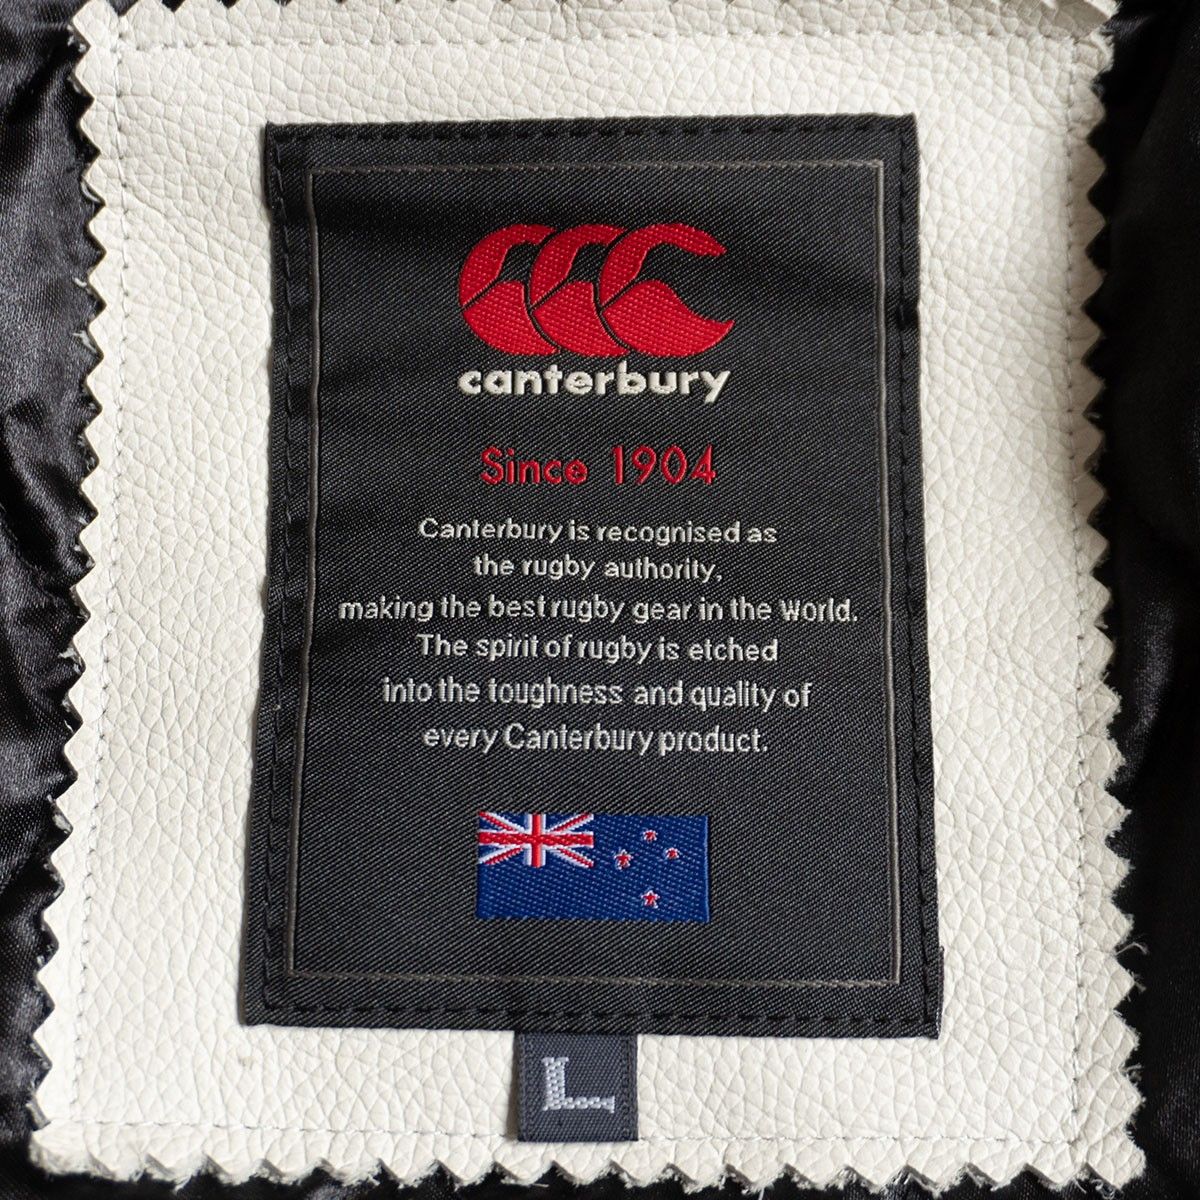 canterbury
Since 1904
Canterbury is recognised as
the rugby authority,
making the best rugby gear in the World.
The spirit of rugby is etched
into the toughness and quality of
every Canterbury product.
L